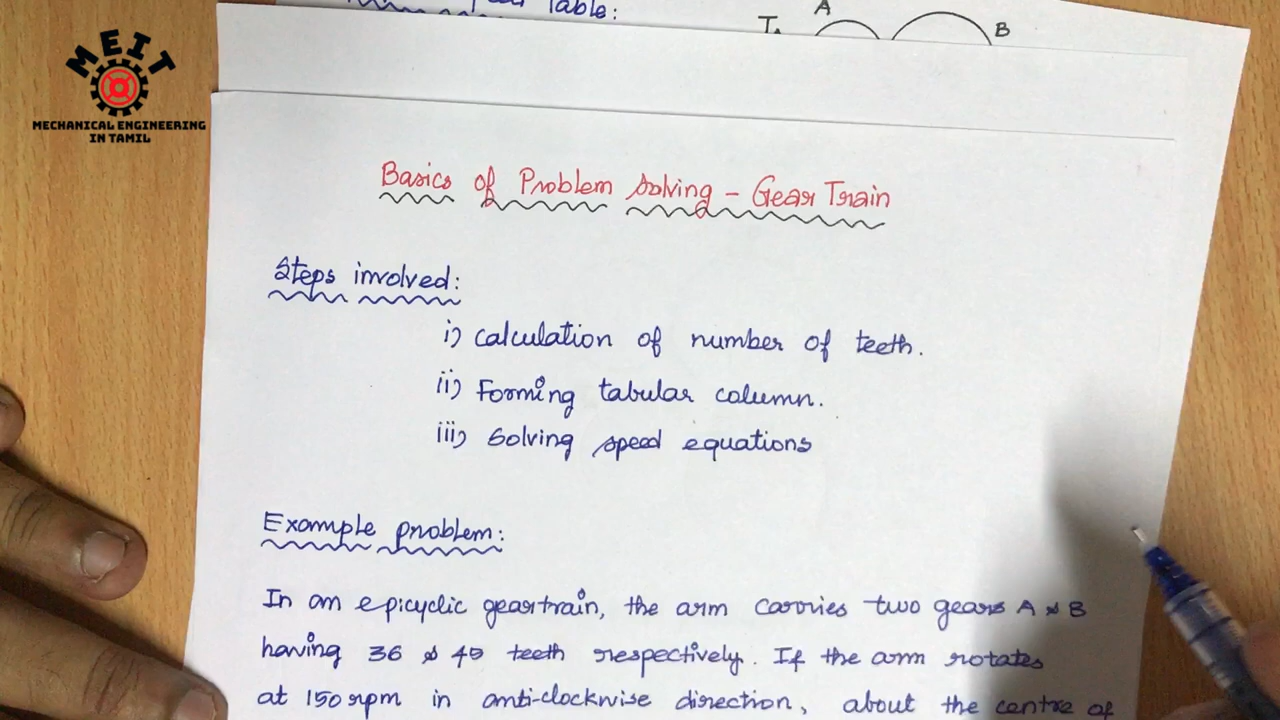 Table:
A
B
MEIT
MECHANICAL ENGINEERING
IN TAMIL
Basics of Problem Solving - Gear Train
Steps involved:
i) Calculation of number of teeth.
ii) Forming tabular column.
iii) Solving speed equations
Example problem:
In an epicyclic geartrain, the arm carries two gears A & B
having 36 & 45 teeth respectively. If the arm rotates
at 150 rpm in anti-clockwise direction, about the centre of